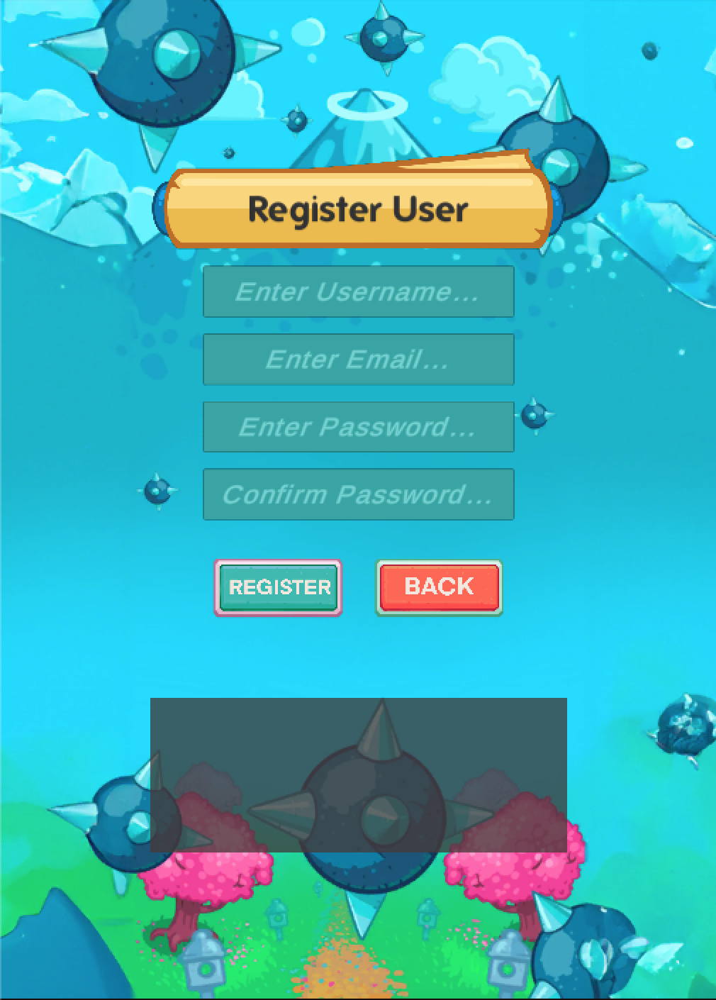 Register User
Enter Username...
Enter Email...
Enter Password...
Confirm Password...
REGISTER
BACK